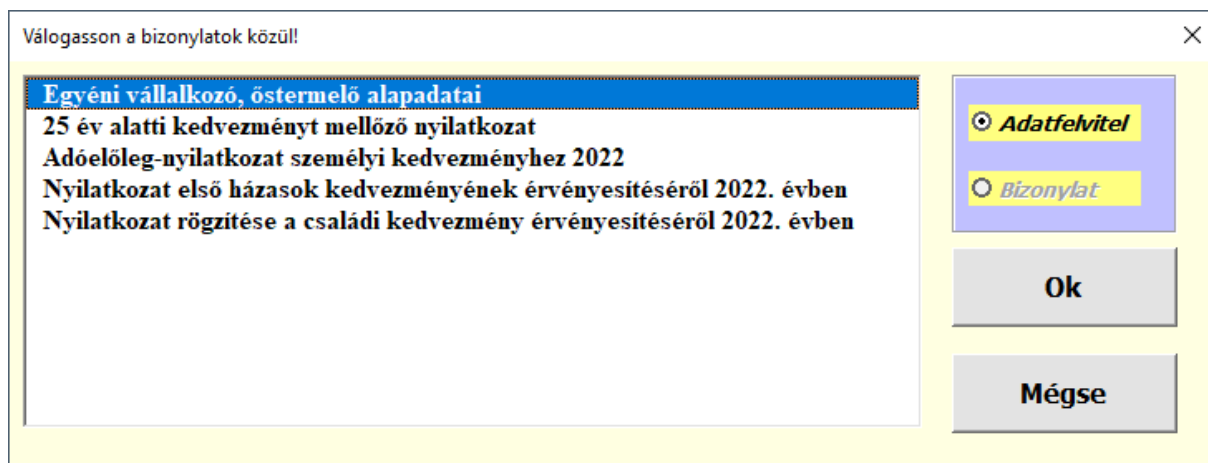 Válogasson a bizonylatok közül!
Egyéni vállalkozó, őstermelő alapadatai
25 év alatti kedvezményt mellőző nyilatkozat
Adóelőleg-nyilatkozat személyi kedvezményhez 2022
Nyilatkozat első házasok kedvezményének érvényesítéséről 2022. évben
Nyilatkozat rögzítése a családi kedvezmény érvényesítéséről 2022. évben
Adatfelvitel
Bizonylat
Ok
Mégse